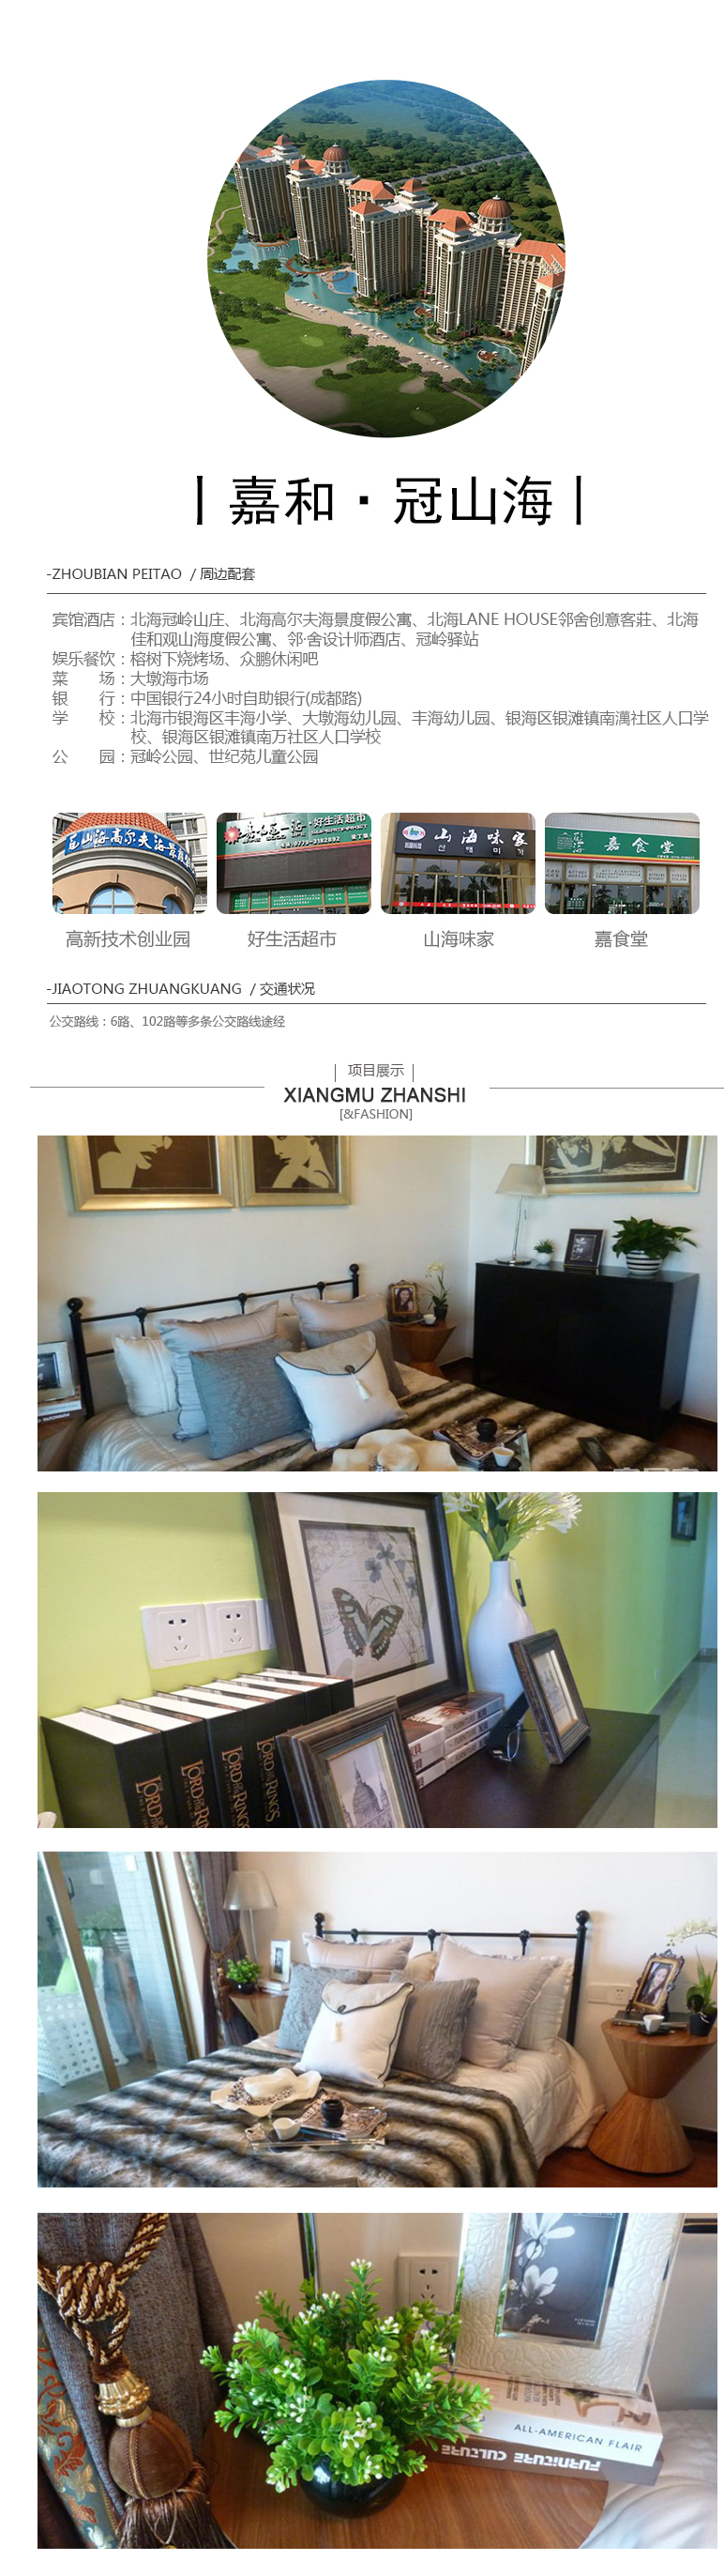 嘉和·冠山海
-ZHOUBIAN PEITAO / 周边配套
宾馆酒店：北海冠岭山庄、北海高尔夫海景度假公寓、北海LANE HOUSE邻舍创意客莊、北海
佳和观山海度假公寓、邻·舍设计师酒店、冠岭驿站
娱乐餐饮：榕树下烧烤场、众鹏休闲吧
菜 场：大墩海市场
银 行：中国银行24小时自助银行(成都路)
学 校：北海市银海区丰海小学、大墩海幼儿园、丰海幼儿园、银海区银滩镇南澫社区人口学
校、银海区银滩镇南万社区人口学校
公 园：冠岭公园、世纪苑儿童公园
冠山海高尔夫海景
好生活超市
山海味家
嘉食堂
高新技术创业园
好生活超市
山海味家
嘉食堂
-JIAOTONG ZHUANGKUANG / 交通状况
公交路线：6路、102路等多条公交路线途经
项目展示
XIANGMU ZHANSHI
[&FASHION]
THE LORD OF THE RINGS
THE LORD OF THE RINGS
ALL-AMERICAN FLAIR
FURNITURE CULTURE